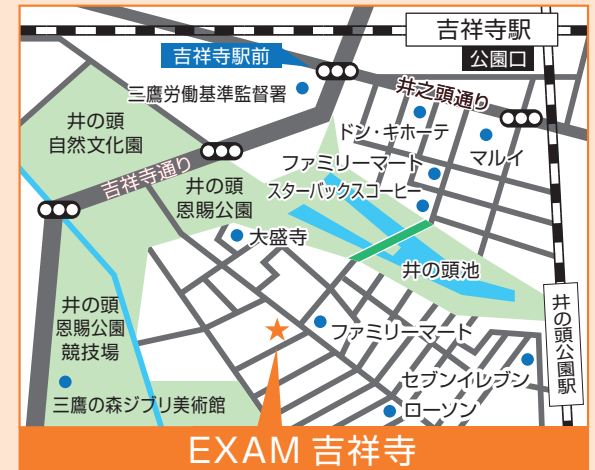 吉祥寺駅
公園口
吉祥寺駅前
三鷹労働基準監督署
井之頭通り
井の頭
自然文化園
ドン・キホーテ
マルイ
吉祥寺通り
ファミリーマート
スターバックスコーヒー
井の頭
恩賜公園
大盛寺
井の頭池
井の頭公園駅
井の頭
恩賜公園
競技場
ファミリーマート
セブンイレブン
三鷹の森ジブリ美術館
ローソン
EXAM 吉祥寺